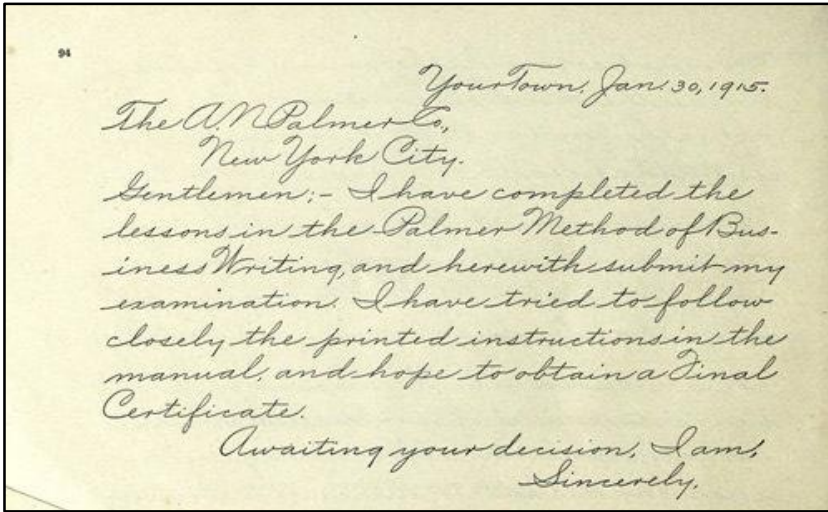 94
Your Town, Jan. 30, 1915.
The A. N. Palmer Co.,
New York City.
Gentlemen:- I have completed the
lessons in the Palmer Method of Bus-
iness Writing, and herewith submit my
examination. I have tried to follow
closely the printed instructions in the
manual, and hope to obtain a Final
Certificate.
Awaiting your decision, I am,
Sincerely,